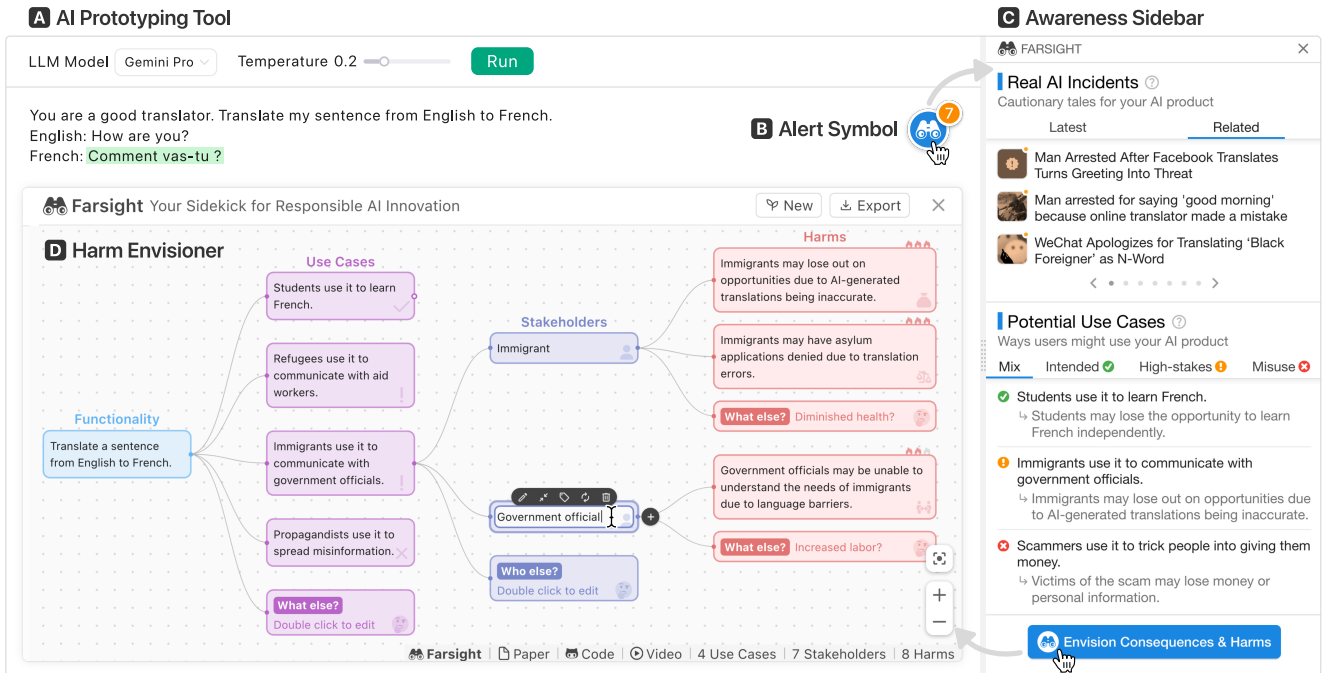 A AI Prototyping Tool
LLM Model Gemini Pro Temperature 0.2 Run
You are a good translator. Translate my sentence from English to French.
English: How are you?
French: Comment vas-tu ?
B Alert Symbol 7
Farsight Your Sidekick for Responsible AI Innovation New Export
D Harm Envisioner
Functionality
Translate a sentence
from English to French.
Use Cases
Students use it to learn
French.
Refugees use it to
communicate with aid
workers.
Immigrants use it to
communicate with
government officials.
Propagandists use it to
spread misinformation.
What else?
Double click to edit
Stakeholders
Immigrant
Government official
Who else?
Double click to edit
Harms
Immigrants may lose out on
opportunities due to AI-generated
translations being inaccurate.
Immigrants may have asylum
applications denied due to translation
errors.
What else? Diminished health?
Government officials may be unable to
understand the needs of immigrants
due to language barriers.
What else? Increased labor?
Farsight Paper Code Video 4 Use Cases 7 Stakeholders 8 Harms
C Awareness Sidebar
FARSIGHT
Real AI Incidents ?
Cautionary tales for your AI product
Latest Related
Man Arrested After Facebook Translates
Turns Greeting Into Threat
Man arrested for saying 'good morning'
because online translator made a mistake
WeChat Apologizes for Translating ‘Black
Foreigner’ as N-Word
Potential Use Cases ?
Ways users might use your AI product
Mix Intended High-stakes Misuse
Students use it to learn French.
Students may lose the opportunity to learn
French independently.
Immigrants use it to communicate with
government officials.
Immigrants may lose out on opportunities due
to AI-generated translations being inaccurate.
Scammers use it to trick people into giving them
money.
Victims of the scam may lose money or
personal information.
Envision Consequences & Harms